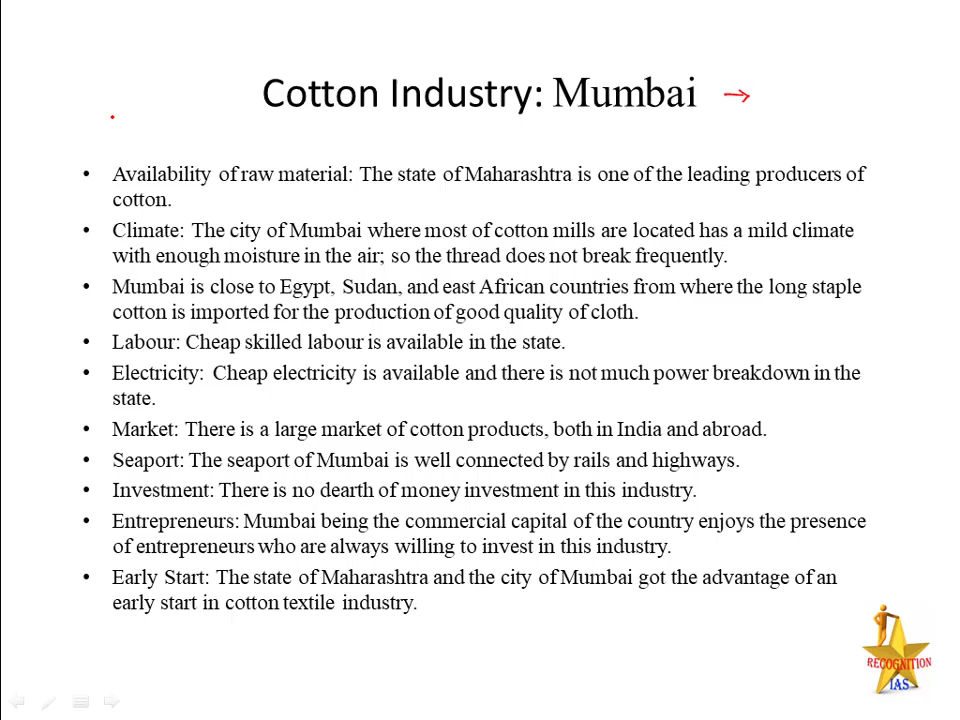 Cotton Industry: Mumbai
• Availability of raw material: The state of Maharashtra is one of the leading producers of
cotton.
• Climate: The city of Mumbai where most of cotton mills are located has a mild climate
with enough moisture in the air; so the thread does not break frequently.
• Mumbai is close to Egypt, Sudan, and east African countries from where the long staple
cotton is imported for the production of good quality of cloth.
• Labour: Cheap skilled labour is available in the state.
• Electricity: Cheap electricity is available and there is not much power breakdown in the
state.
• Market: There is a large market of cotton products, both in India and abroad.
• Seaport: The seaport of Mumbai is well connected by rails and highways.
• Investment: There is no dearth of money investment in this industry.
• Entrepreneurs: Mumbai being the commercial capital of the country enjoys the presence
of entrepreneurs who are always willing to invest in this industry.
• Early Start: The state of Maharashtra and the city of Mumbai got the advantage of an
early start in cotton textile industry.
RECOGNITION
IAS